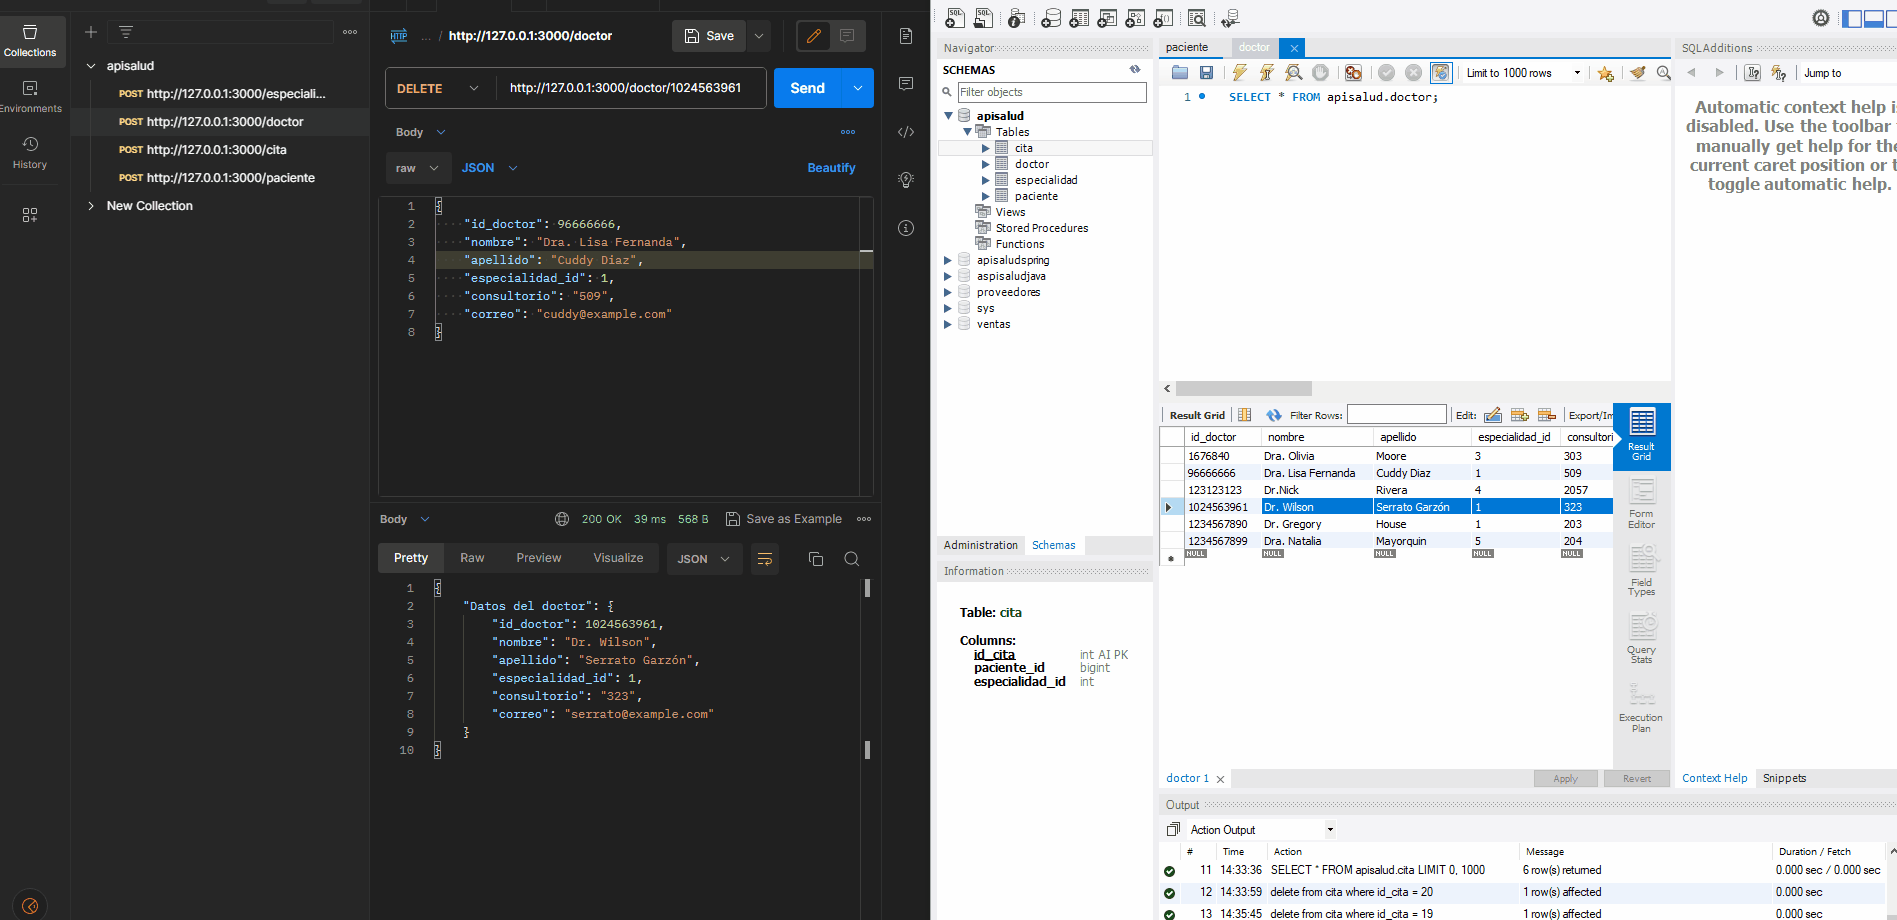 Collections
Environments
History
apisalud
POST http://127.0.0.1:3000/especiali...
POST http://127.0.0.1:3000/doctor
POST http://127.0.0.1:3000/cita
POST http://127.0.0.1:3000/paciente
New Collection
HTTP ... / http://127.0.0.1:3000/doctor
Save
DELETE http://127.0.0.1:3000/doctor/1024563961
Send
Body
raw JSON Beautify
1 {
2 "id_doctor": 96666666,
3 "nombre": "Dra. Lisa Fernanda",
4 "apellido": "Cuddy Diaz",
5 "especialidad_id": 1,
6 "consultorio": "509",
7 "correo": "cuddy@example.com"
8 }
Body 200 OK 39 ms 568 B Save as Example
Pretty Raw Preview Visualize JSON
1 {
2 "Datos del doctor": {
3 "id_doctor": 1024563961,
4 "nombre": "Dr. Wilson",
5 "apellido": "Serrato Garzón",
6 "especialidad_id": 1,
7 "consultorio": "323",
8 "correo": "serrato@example.com"
9 }
10 }
Navigator
SCHEMAS
Filter objects
apisalud
Tables
cita
doctor
especialidad
paciente
Views
Stored Procedures
Functions
apisaludspring
aspisaludjava
proveedores
sys
ventas
Administration Schemas
Information
Table: cita
Columns:
id_cita int AI PK
paciente_id bigint
especialidad_id int
paciente doctor
Limit to 1000 rows
1 SELECT * FROM apisalud.doctor;
Result Grid Filter Rows: Edit: Export/Im
id_doctor nombre apellido especialidad_id consultori
1676840 Dra. Olivia Moore 3 303
96666666 Dra. Lisa Fernanda Cuddy Diaz 1 509
123123123 Dr.Nick Rivera 4 2057
1024563961 Dr. Wilson Serrato Garzón 1 323
1234567890 Dr. Gregory House 1 203
1234567899 Dra. Natalia Mayorquin 5 204
NULL NULL NULL NULL NULL
Result
Grid
Form
Editor
Field
Types
Query
Stats
Execution
Plan
doctor 1
Apply Revert
SQLAdditions
Jump to
Automatic context help is
disabled. Use the toolbar
manually get help for the
current caret position or
toggle automatic help.
Context Help Snippets
Output
Action Output
# Time Action Message Duration / Fetch
11 14:33:36 SELECT * FROM apisalud.cita LIMIT 0, 1000 6 row(s) returned 0.000 sec / 0.000 sec
12 14:33:59 delete from cita where id_cita = 20 1 row(s) affected 0.000 sec
13 14:35:45 delete from cita where id_cita = 19 1 row(s) affected 0.000 sec